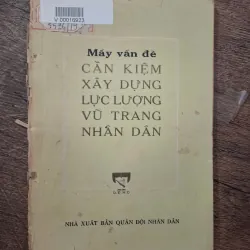 V 00016923
Mấy vấn đề
CẦN KIỆM
XÂY DỰNG
LỰC LƯỢNG
VŨ TRANG
NHÂN DÂN
NHÀ XUẤT BẢN QUÂN ĐỘI NHÂN DÂN